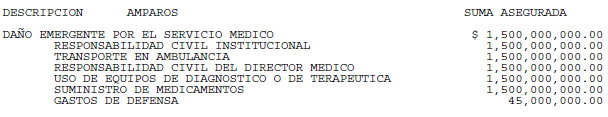 DESCRIPCION AMPAROS SUMA ASEGURADA
DAÑO EMERGENTE POR EL SERVICIO MEDICO $ 1,500,000,000.00
RESPONSABILIDAD CIVIL INSTITUCIONAL 1,500,000,000.00
TRANSPORTE EN AMBULANCIA 1,500,000,000.00
RESPONSABILIDAD CIVIL DEL DIRECTOR MEDICO 1,500,000,000.00
USO DE EQUIPOS DE DIAGNOSTICO O DE TERAPEUTICA 1,500,000,000.00
SUMINISTRO DE MEDICAMENTOS 1,500,000,000.00
GASTOS DE DEFENSA 45,000,000.00